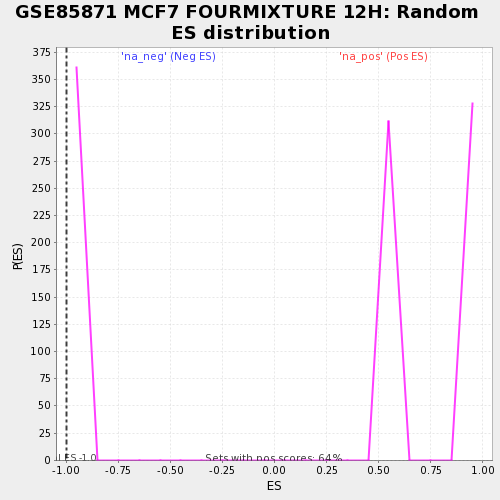 GSE85871 MCF7 FOURMIXTURE 12H: Random
ES distribution
'na_neg' (Neg ES)
'na_pos' (Pos ES)
375
350
325
300
275
250
225
200
175
150
125
100
75
50
25
0
P(ES)
ES -1.0
Sets with pos scores: 64%
-1.00 -0.75 -0.50 -0.25 0.00 0.25 0.50 0.75 1.00
ES